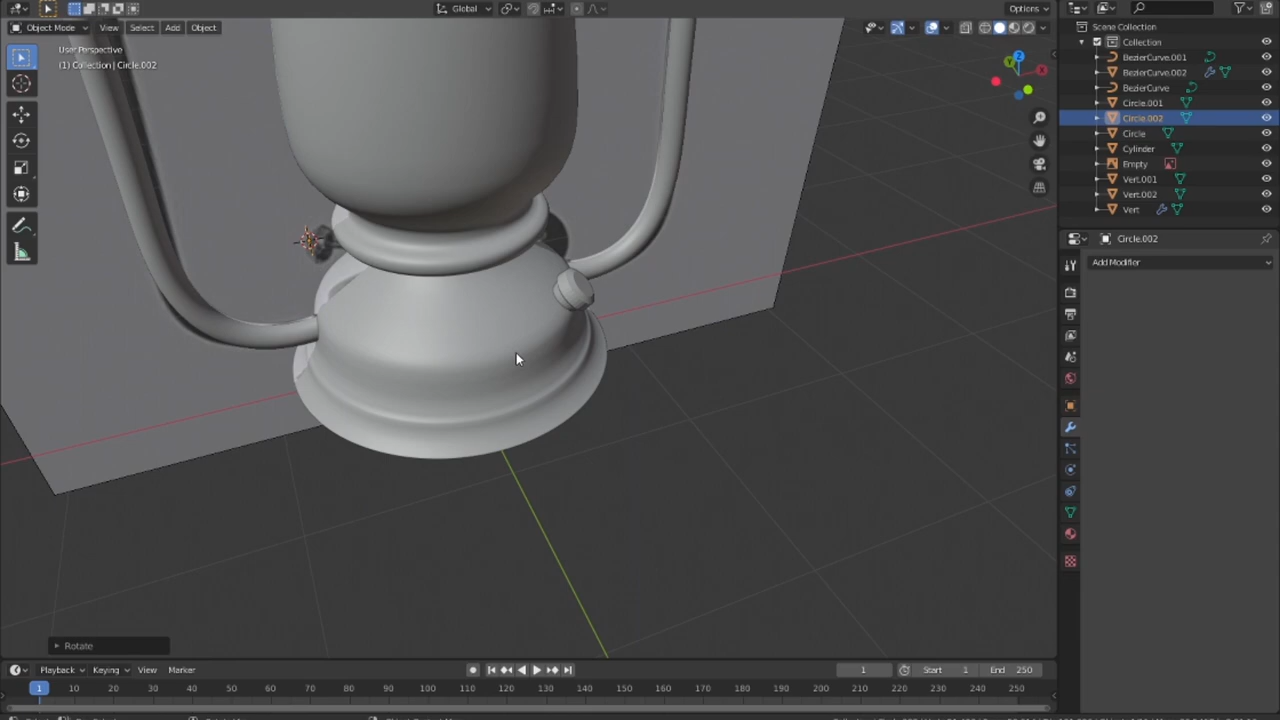 Global
Options
Object Mode View Select Add Object
User Perspective
(1) Collection | Circle.002
Scene Collection
Collection
BezierCurve.001
BezierCurve.002
BezierCurve
Circle.001
Circle.002
Circle
Cylinder
Empty
Vert.001
Vert.002
Vert
Circle.002
Add Modifier
Rotate
Playback Keying View Marker
1 Start 1 End 250
1 10 20 30 40 50 60 70 80 90 100 110 120 130 140 150 160 170 180 190 200 210 220 230 240 250